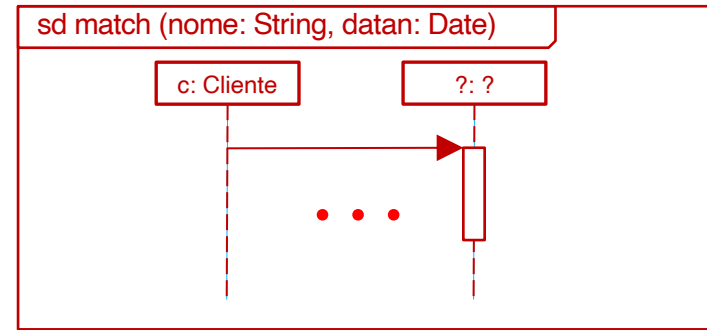 sd match (nome: String, datan: Date)
c: Cliente
?: ?